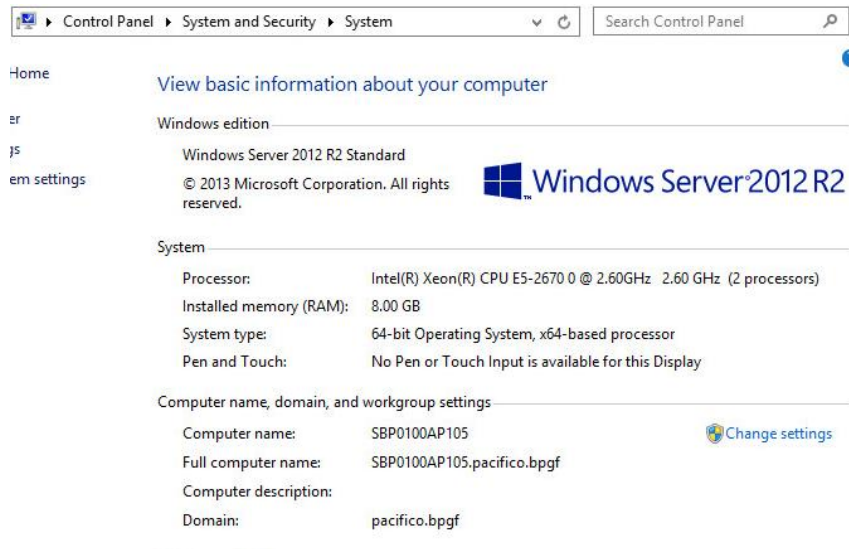 Control Panel ▸ System and Security ▸ System
Search Control Panel
Home
er
gs
em settings
View basic information about your computer
Windows edition
Windows Server 2012 R2 Standard
© 2013 Microsoft Corporation. All rights
reserved.
Windows Server 2012 R2
System
Processor: Intel(R) Xeon(R) CPU E5-2670 0 @ 2.60GHz 2.60 GHz (2 processors)
Installed memory (RAM): 8.00 GB
System type: 64-bit Operating System, x64-based processor
Pen and Touch: No Pen or Touch Input is available for this Display
Computer name, domain, and workgroup settings
Computer name: SBP0100AP105
Change settings
Full computer name: SBP0100AP105.pacifico.bpgf
Computer description:
Domain: pacifico.bpgf